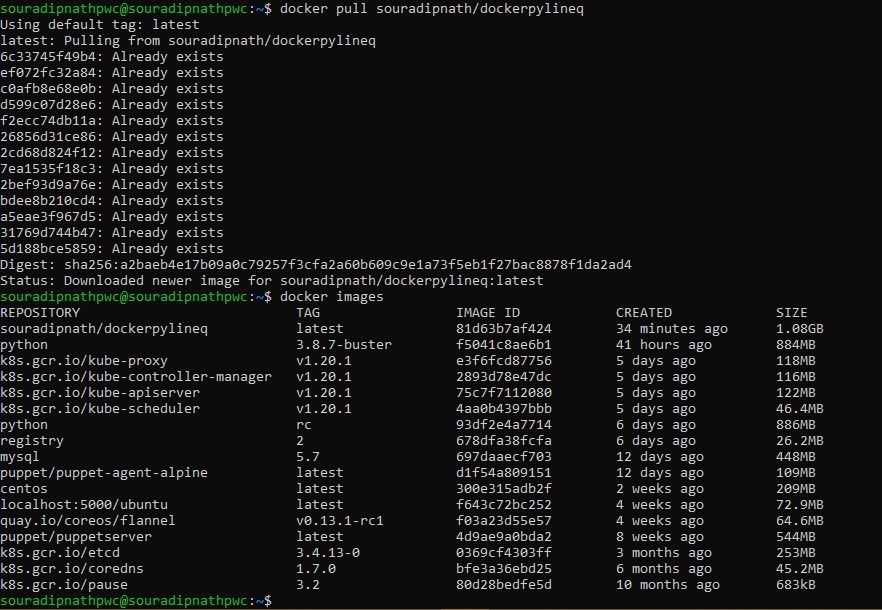 souradipnathpwc@souradipnathpwc:~$ docker pull souradipnath/dockerpylineq
Using default tag: latest
latest: Pulling from souradipnath/dockerpylineq
6c33745f49b4: Already exists
ef072fc32a84: Already exists
c0afb8e68e0b: Already exists
d599c07d28e6: Already exists
f2ecc74db11a: Already exists
26856d31ce86: Already exists
2cd68d824f12: Already exists
7ea1535f18c3: Already exists
2bef93d9a76e: Already exists
bdee8b210cd4: Already exists
a5eae3f967d5: Already exists
31769d744b47: Already exists
5d188bce5859: Already exists
Digest: sha256:a2baeb4e17b09a0c79257f3cfa2a60b609c9e1a73f5eb1f27bac8878f1da2ad4
Status: Downloaded newer image for souradipnath/dockerpylineq:latest
souradipnathpwc@souradipnathpwc:~$ docker images
REPOSITORY TAG IMAGE ID CREATED SIZE
souradipnath/dockerpylineq latest 81d63b7af424 34 minutes ago 1.08GB
python 3.8.7-buster f5041c8ae6b1 41 hours ago 884MB
k8s.gcr.io/kube-proxy v1.20.1 e3f6fcd87756 5 days ago 118MB
k8s.gcr.io/kube-controller-manager v1.20.1 2893d78e47dc 5 days ago 116MB
k8s.gcr.io/kube-apiserver v1.20.1 75c7f7112080 5 days ago 122MB
k8s.gcr.io/kube-scheduler v1.20.1 4aa0b4397bbb 5 days ago 46.4MB
python rc 93df2e4a7714 6 days ago 886MB
registry 2 678dfa38fcfa 6 days ago 26.2MB
mysql 5.7 697daaecf703 12 days ago 448MB
puppet/puppet-agent-alpine latest d1f54a809151 12 days ago 109MB
centos latest 300e315adb2f 2 weeks ago 209MB
localhost:5000/ubuntu latest f643c72bc252 4 weeks ago 72.9MB
quay.io/coreos/flannel v0.13.1-rc1 f03a23d55e57 4 weeks ago 64.6MB
puppet/puppetserver latest 4d9ae9a0bda2 8 weeks ago 544MB
k8s.gcr.io/etcd 3.4.13-0 0369cf4303ff 3 months ago 253MB
k8s.gcr.io/coredns 1.7.0 bfe3a36ebd25 6 months ago 45.2MB
k8s.gcr.io/pause 3.2 80d28bedfe5d 10 months ago 683kB
souradipnathpwc@souradipnathpwc:~$